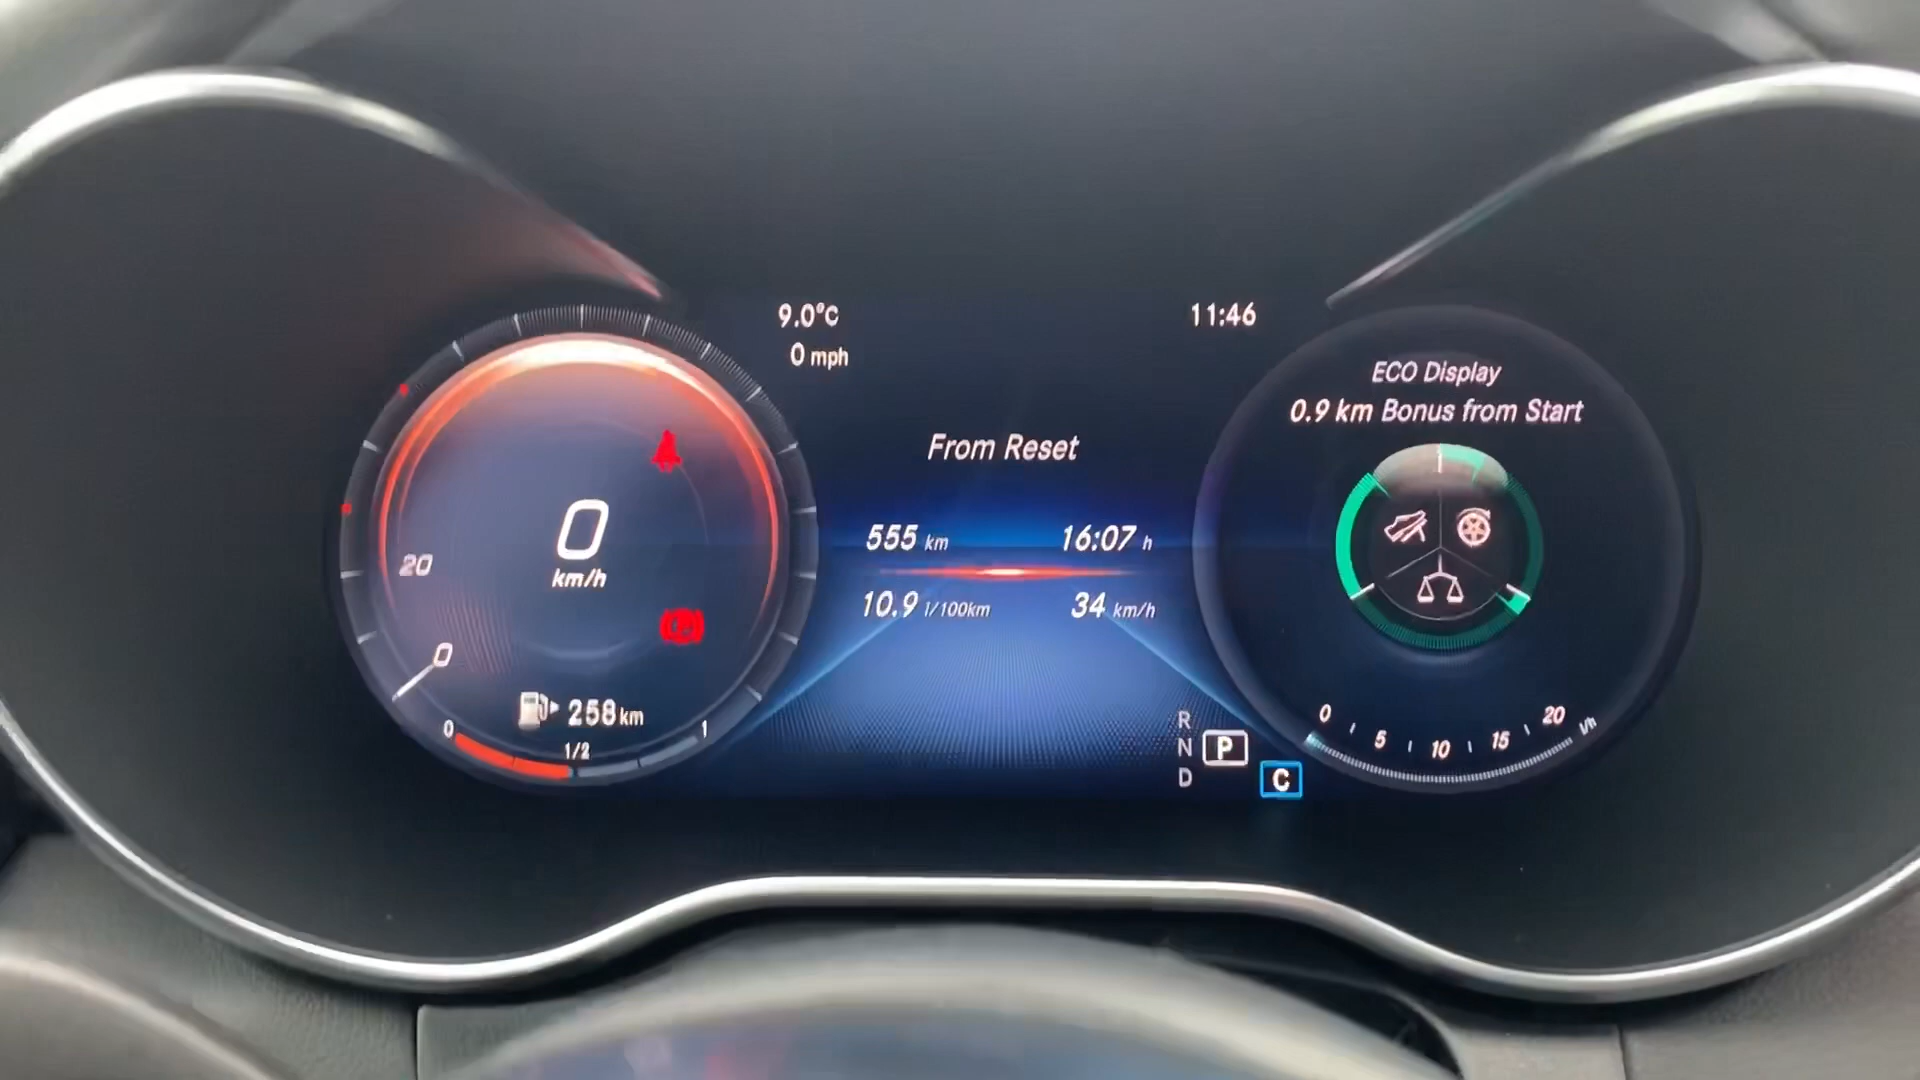 9.0°C
0 mph
11:46
ECO Display
0.9 km Bonus from Start
From Reset
555 km 16:07 h
10.9 l/100km 34 km/h
20
0
km/h
0
258 km
0 1/2 1
R
N P
D
C
0 5 10 15 20 l/h